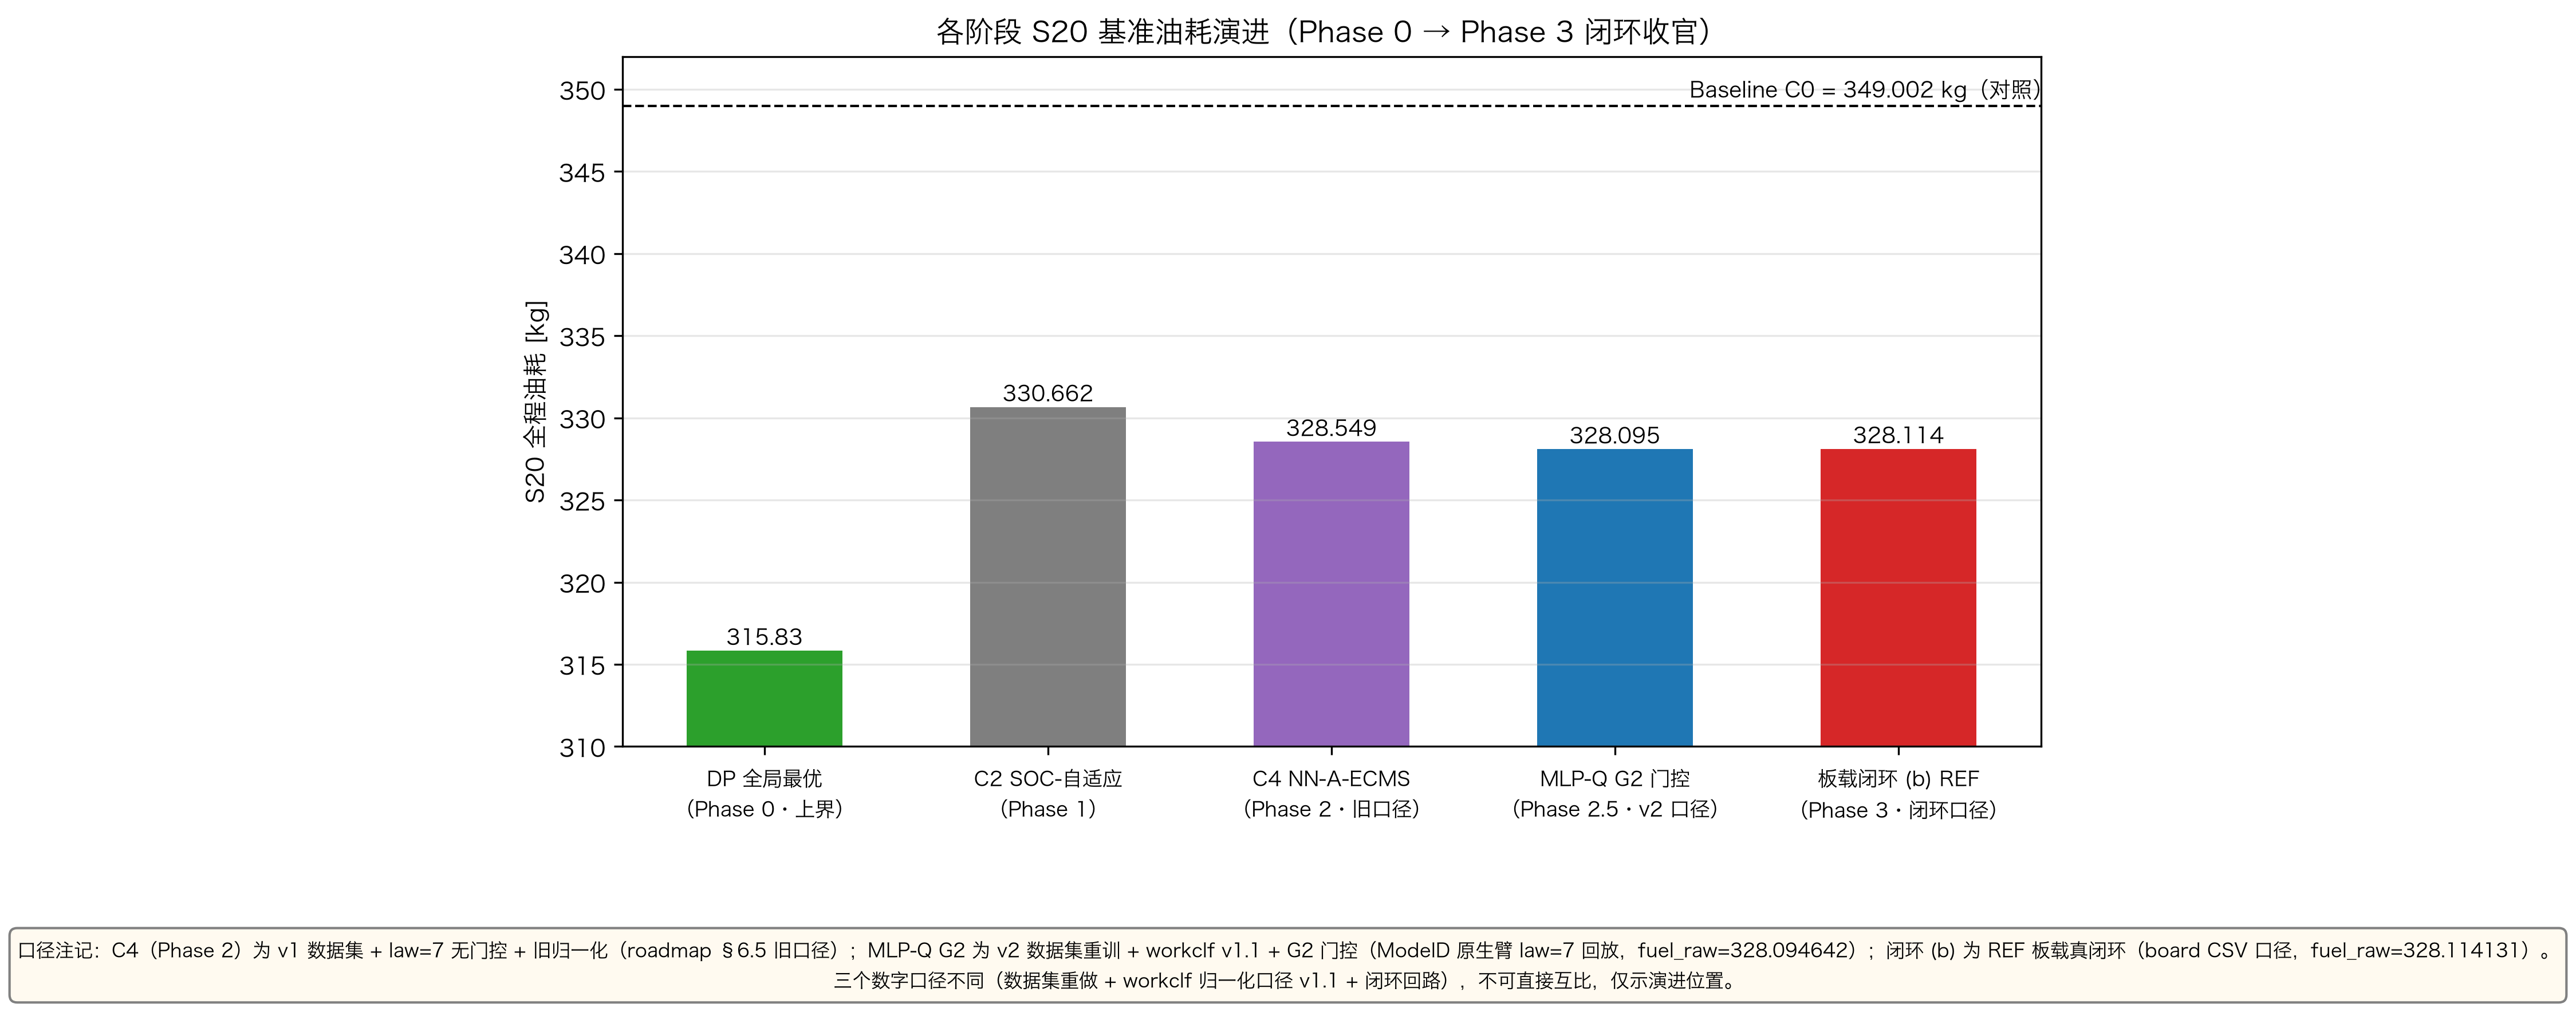 各阶段 S20 基准油耗演进（Phase 0 → Phase 3 闭环收官）
Baseline C0 = 349.002 kg（对照）
S20 全程油耗 [kg]
350
345
340
335
330
325
320
315
310
315.83
330.662
328.549
328.095
328.114
DP 全局最优
（Phase 0・上界）
C2 SOC-自适应
（Phase 1）
C4 NN-A-ECMS
（Phase 2・旧口径）
MLP-Q G2 门控
（Phase 2.5・v2 口径）
板载闭环 (b) REF
（Phase 3・闭环口径）
口径注记：C4（Phase 2）为 v1 数据集 + law=7 无门控 + 旧归一化（roadmap §6.5 旧口径）；MLP-Q G2 为 v2 数据集重训 + workclf v1.1 + G2 门控（ModelD 原生臂 law=7 回放，fuel_raw=328.094642）；闭环 (b) 为 REF 板载真闭环（board CSV 口径，fuel_raw=328.114131）。
三个数字口径不同（数据集重做 + workclf 归一化口径 v1.1 + 闭环回路），不可直接互比，仅示演进位置。